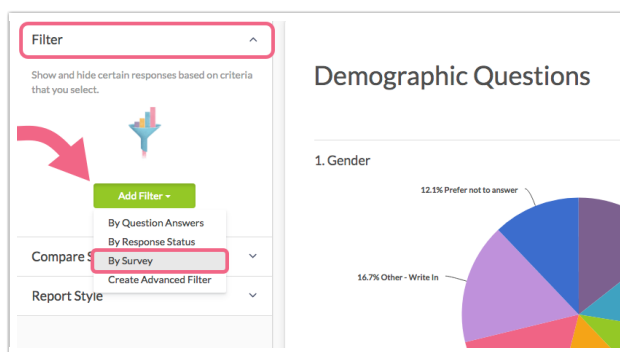 Filter
Show and hide certain responses based on criteria
that you select.
Add Filter
By Question Answers
By Response Status
By Survey
Create Advanced Filter
Compare S
Report Style
Demographic Questions
1. Gender
12.1% Prefer not to answer
16.7% Other - Write In